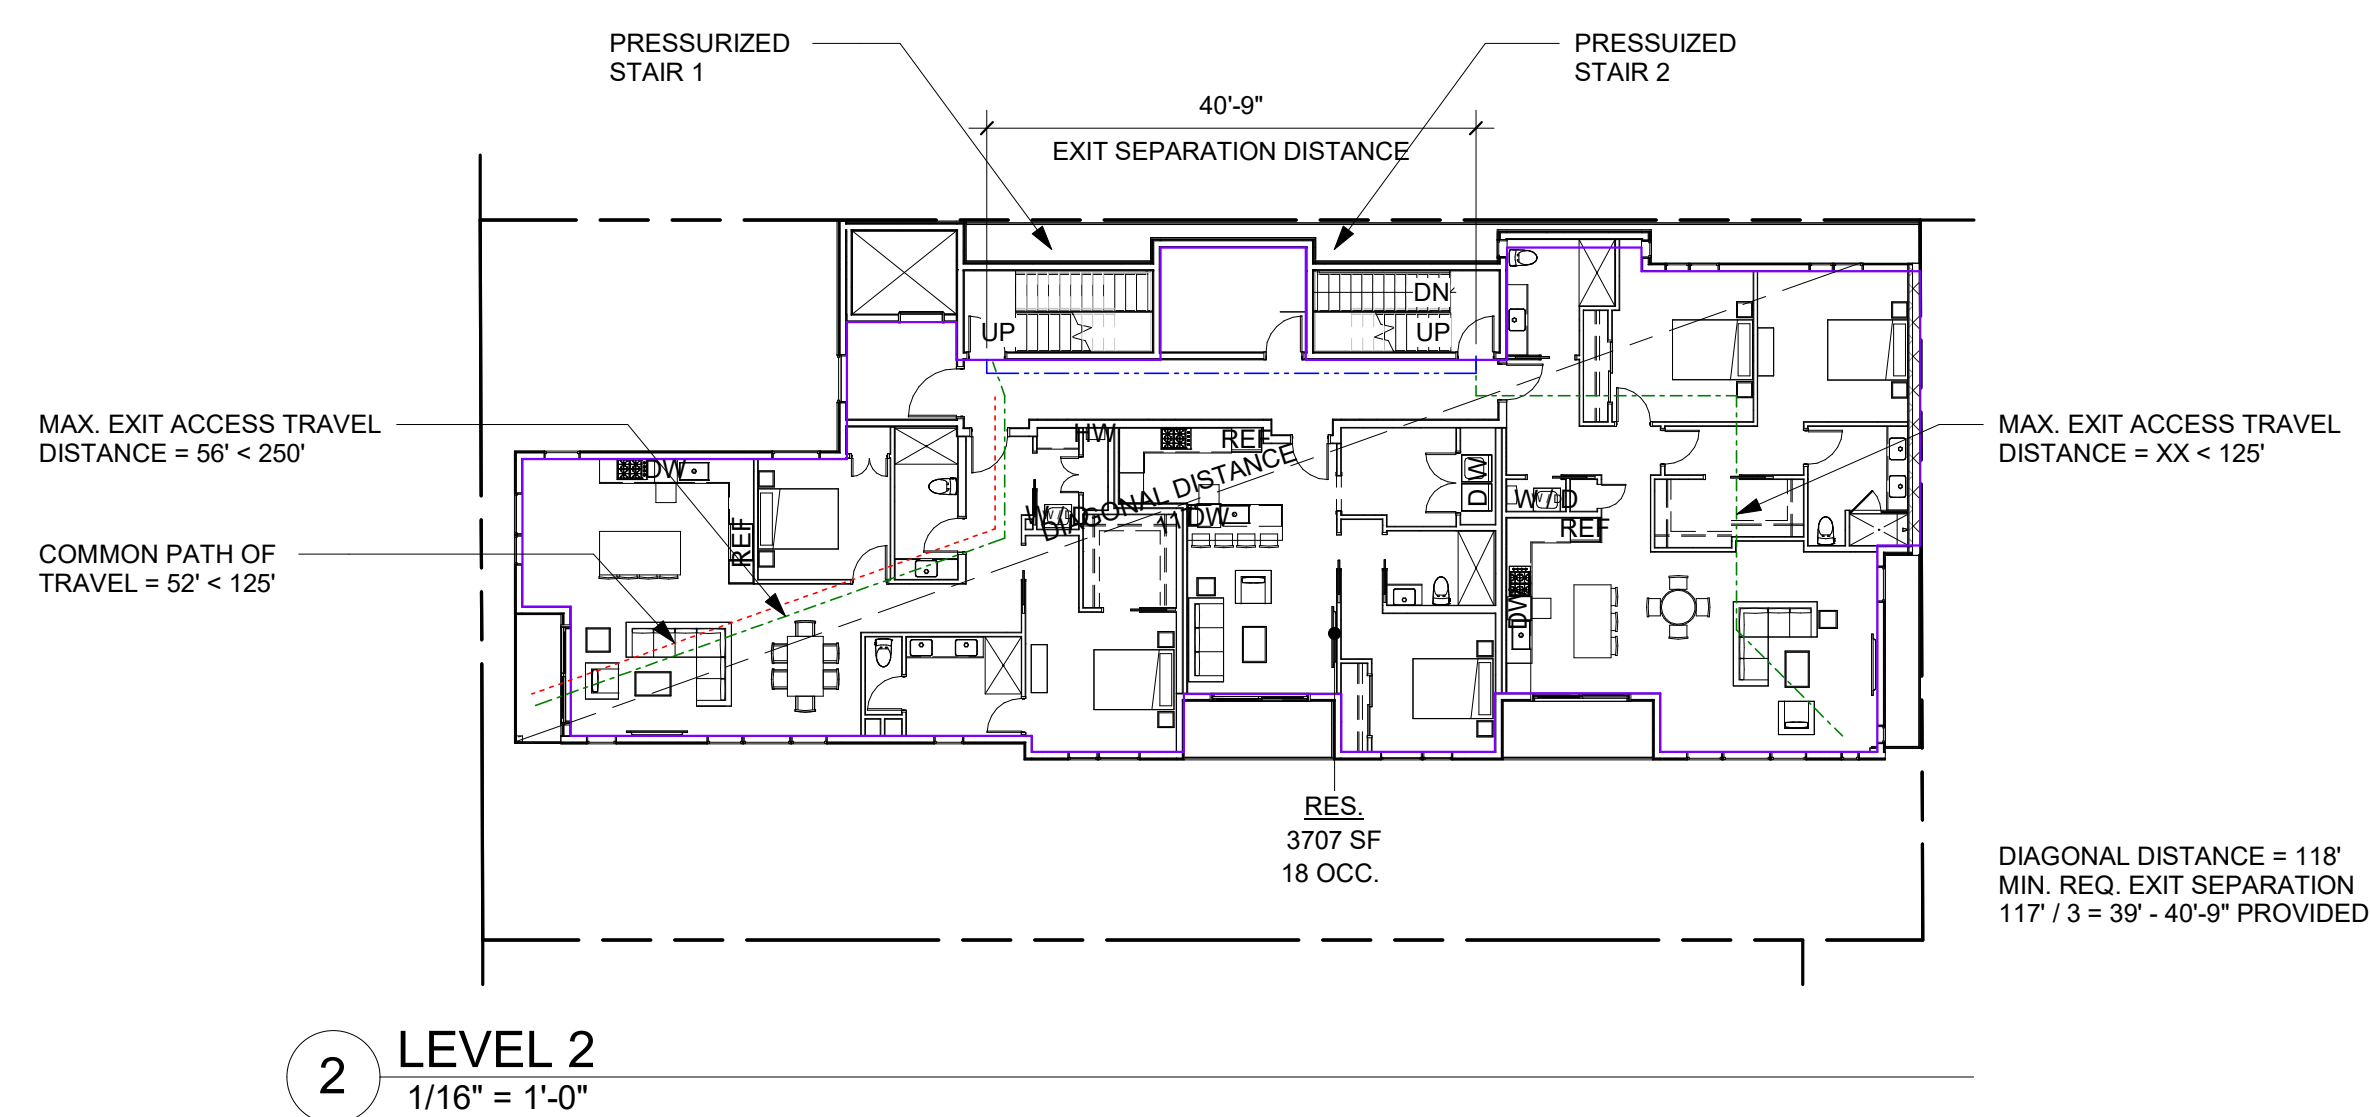 PRESSURIZED
STAIR 1
PRESSUIZED
STAIR 2
40'-9"
EXIT SEPARATION DISTANCE
DN
UP
UP
MAX. EXIT ACCESS TRAVEL
DISTANCE = 56' < 250'
MAX. EXIT ACCESS TRAVEL
DISTANCE = XX < 125'
HW
REF
DW
DIAGONAL DISTANCE
D W
W D
REF
REF
DW
DW
COMMON PATH OF
TRAVEL = 52' < 125'
RES.
3707 SF
18 OCC.
DIAGONAL DISTANCE = 118'
MIN. REQ. EXIT SEPARATION
117' / 3 = 39' - 40'-9" PROVIDED
2
LEVEL 2
1/16" = 1'-0"